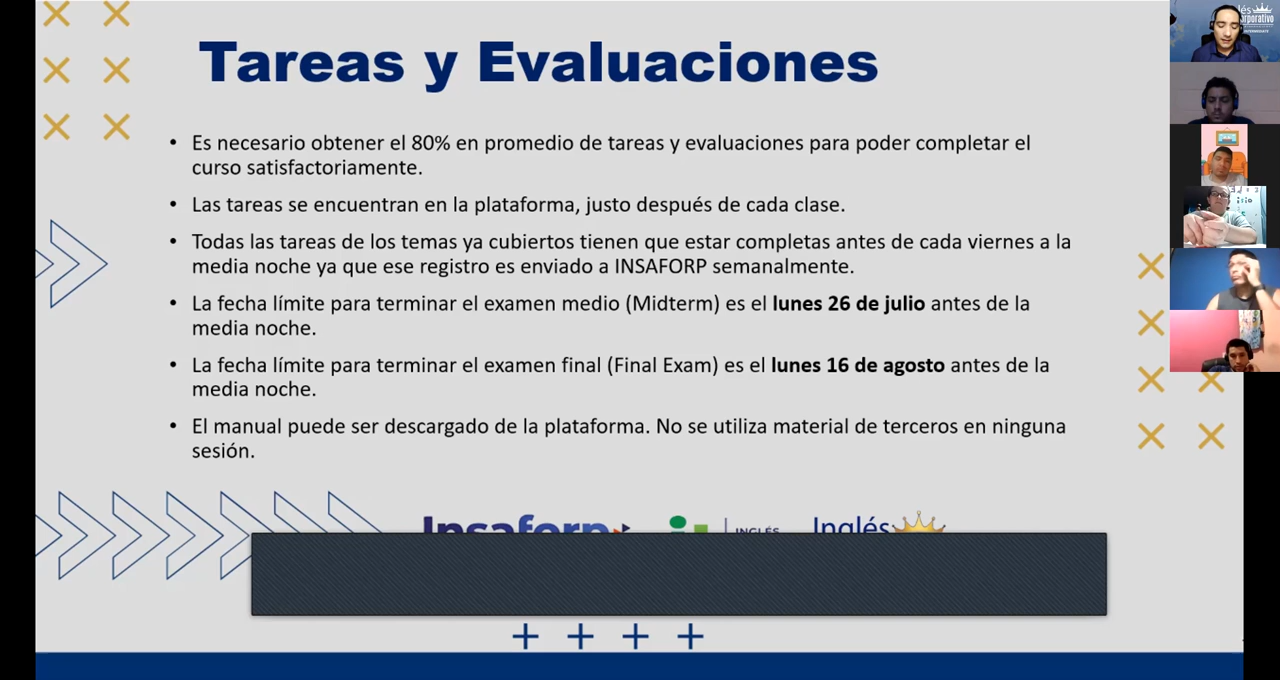 Tareas y Evaluaciones
• Es necesario obtener el 80% en promedio de tareas y evaluaciones para poder completar el
curso satisfactoriamente.
• Las tareas se encuentran en la plataforma, justo después de cada clase.
• Todas las tareas de los temas ya cubiertos tienen que estar completas antes de cada viernes a la
media noche ya que ese registro es enviado a INSAFORP semanalmente.
• La fecha límite para terminar el examen medio (Midterm) es el lunes 26 de julio antes de la
media noche.
• La fecha límite para terminar el examen final (Final Exam) es el lunes 16 de agosto antes de la
media noche.
• El manual puede ser descargado de la plataforma. No se utiliza material de terceros en ninguna
sesión.
Insaforp
INGLÉS
Inglés